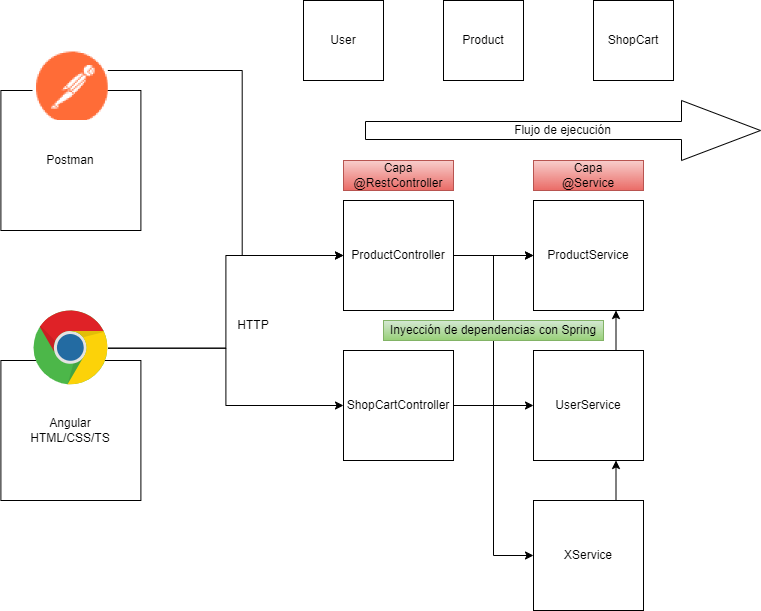 User
Product
ShopCart
Flujo de ejecución
Postman
Capa
@RestController
Capa
@Service
ProductController
ProductService
HTTP
Inyección de dependencias con Spring
Angular
HTML/CSS/TS
ShopCartController
UserService
XService